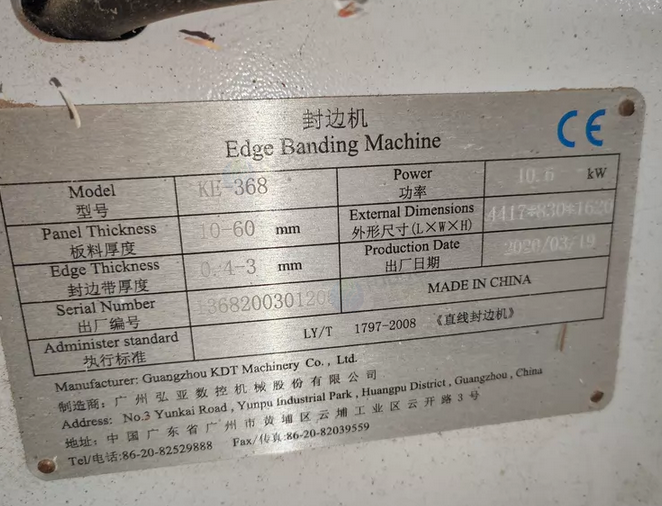 封边机
Edge Banding Machine
CE
Model
型号
KE-368
Power
功率
10.6 kW
Panel Thickness
板料厚度
10-60 mm
External Dimensions
外形尺寸(L×W×H)
4417*830*1620
Edge Thickness
封边带厚度
0.4-3 mm
Production Date
出厂日期
2020/03/19
Serial Number
出厂编号
MADE IN CHINA
Administer standard
执行标准
LY/T 1797-2008 《直线封边机》
Manufacturer: Guangzhou KDT Machinery Co., Ltd.
制造商: 广州弘亚数控机械股份有限公司
Address: No.3 Yunkai Road, Yunpu Industrial Park, Huangpu District, Guangzhou, China
地址: 中国广东省广州市黄埔区云埔工业区云开路3号
Tel/电话:86-20-82529888 Fax/传真:86-20-82039559